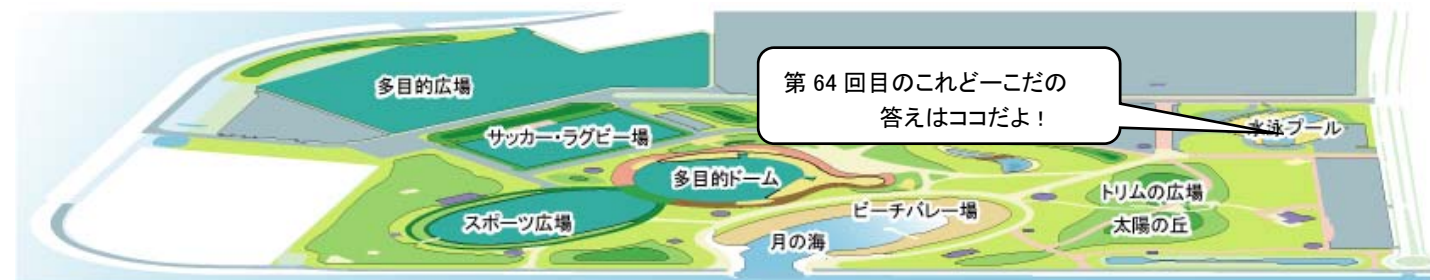 多目的広場
第 64 回目のこれどーこだの
答えはココだよ！
サッカー・ラグビー場
水泳プール
多目的ドーム
トリムの広場
ビーチバレー場
スポーツ広場
太陽の丘
月の海